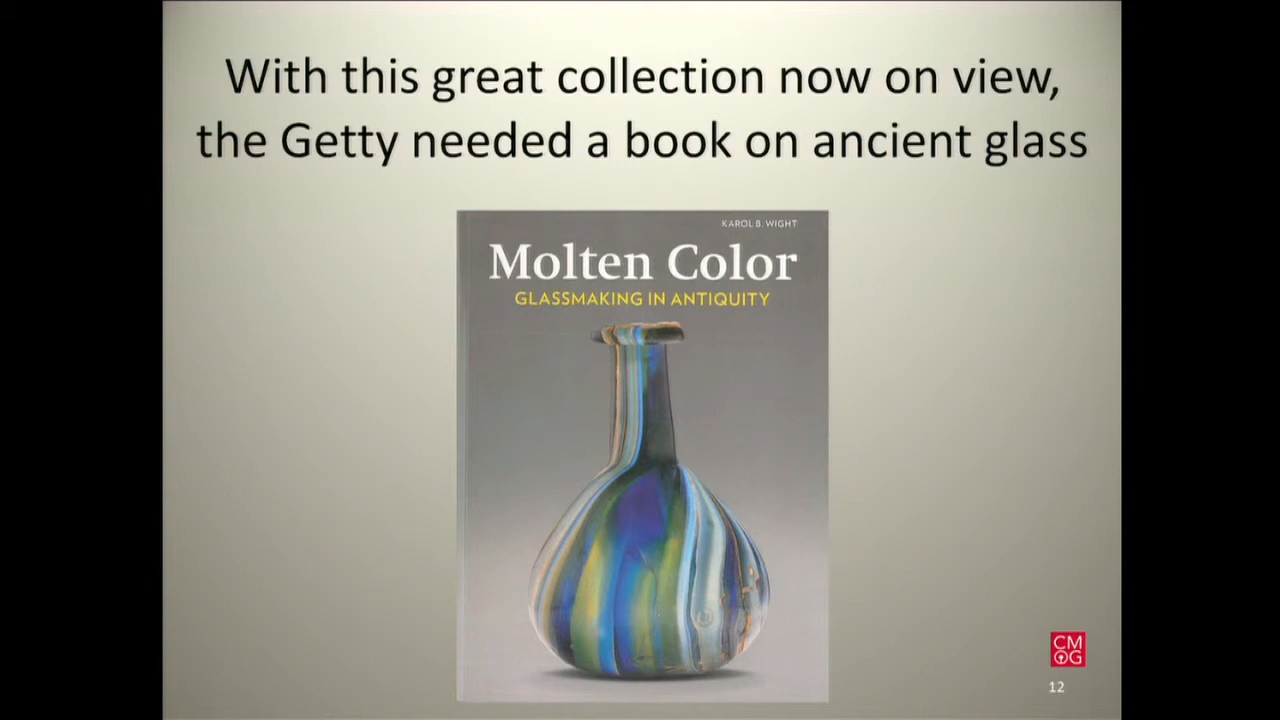 With this great collection now on view,
the Getty needed a book on ancient glass
KAROL B. WIGHT
Molten Color
GLASSMAKING IN ANTIQUITY
CM
OG
12